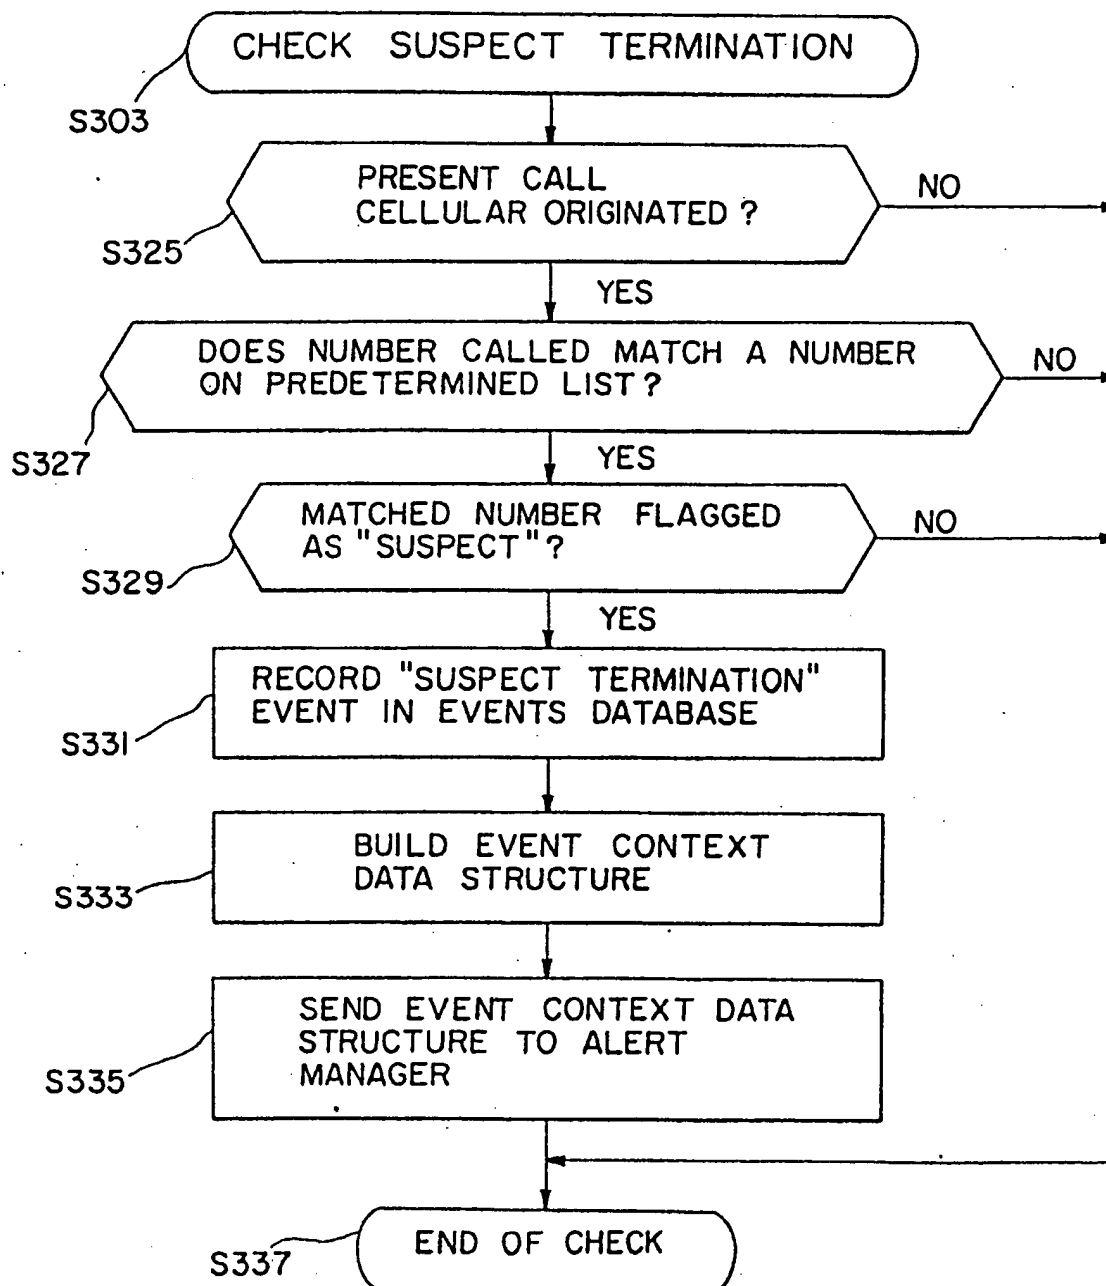 CHECK SUSPECT TERMINATION
S303
PRESENT CALL
CELLULAR ORIGINATED?
NO
S325
YES
DOES NUMBER CALLED MATCH A NUMBER
ON PREDETERMINED LIST?
NO
S327
YES
MATCHED NUMBER FLAGGED
AS "SUSPECT"?
NO
S329
YES
RECORD "SUSPECT TERMINATION"
EVENT IN EVENTS DATABASE
S331
BUILD EVENT CONTEXT
DATA STRUCTURE
S333
SEND EVENT CONTEXT DATA
STRUCTURE TO ALERT
MANAGER
S335
END OF CHECK
S337